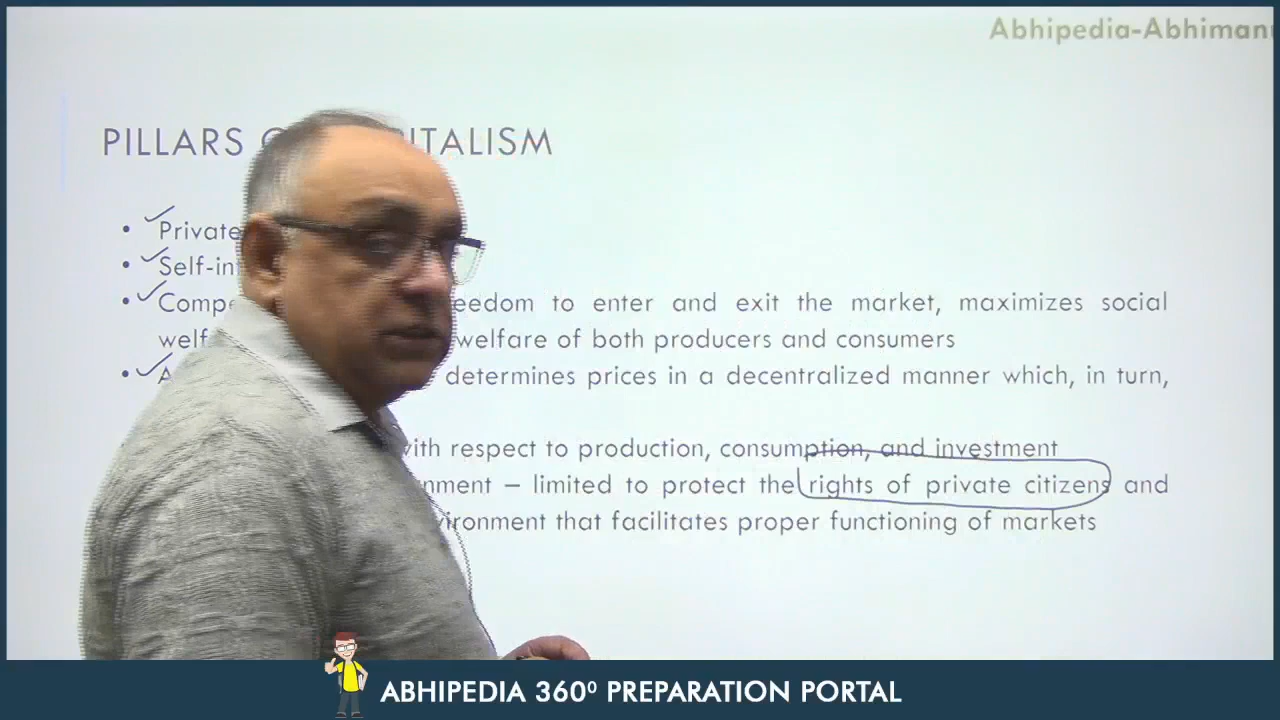 Abhipedia-Abhiman
PILLARS
• Private
• Self-in
• Compe eedom to enter and exit the market, maximizes social
welf welfare of both producers and consumers
• A determines prices in a decentralized manner which, in turn,
with respect to production, consumption, and investment
nment – limited to protect the rights of private citizens and
vironment that facilitates proper functioning of markets
ABHIPEDIA 360⁰ PREPARATION PORTAL